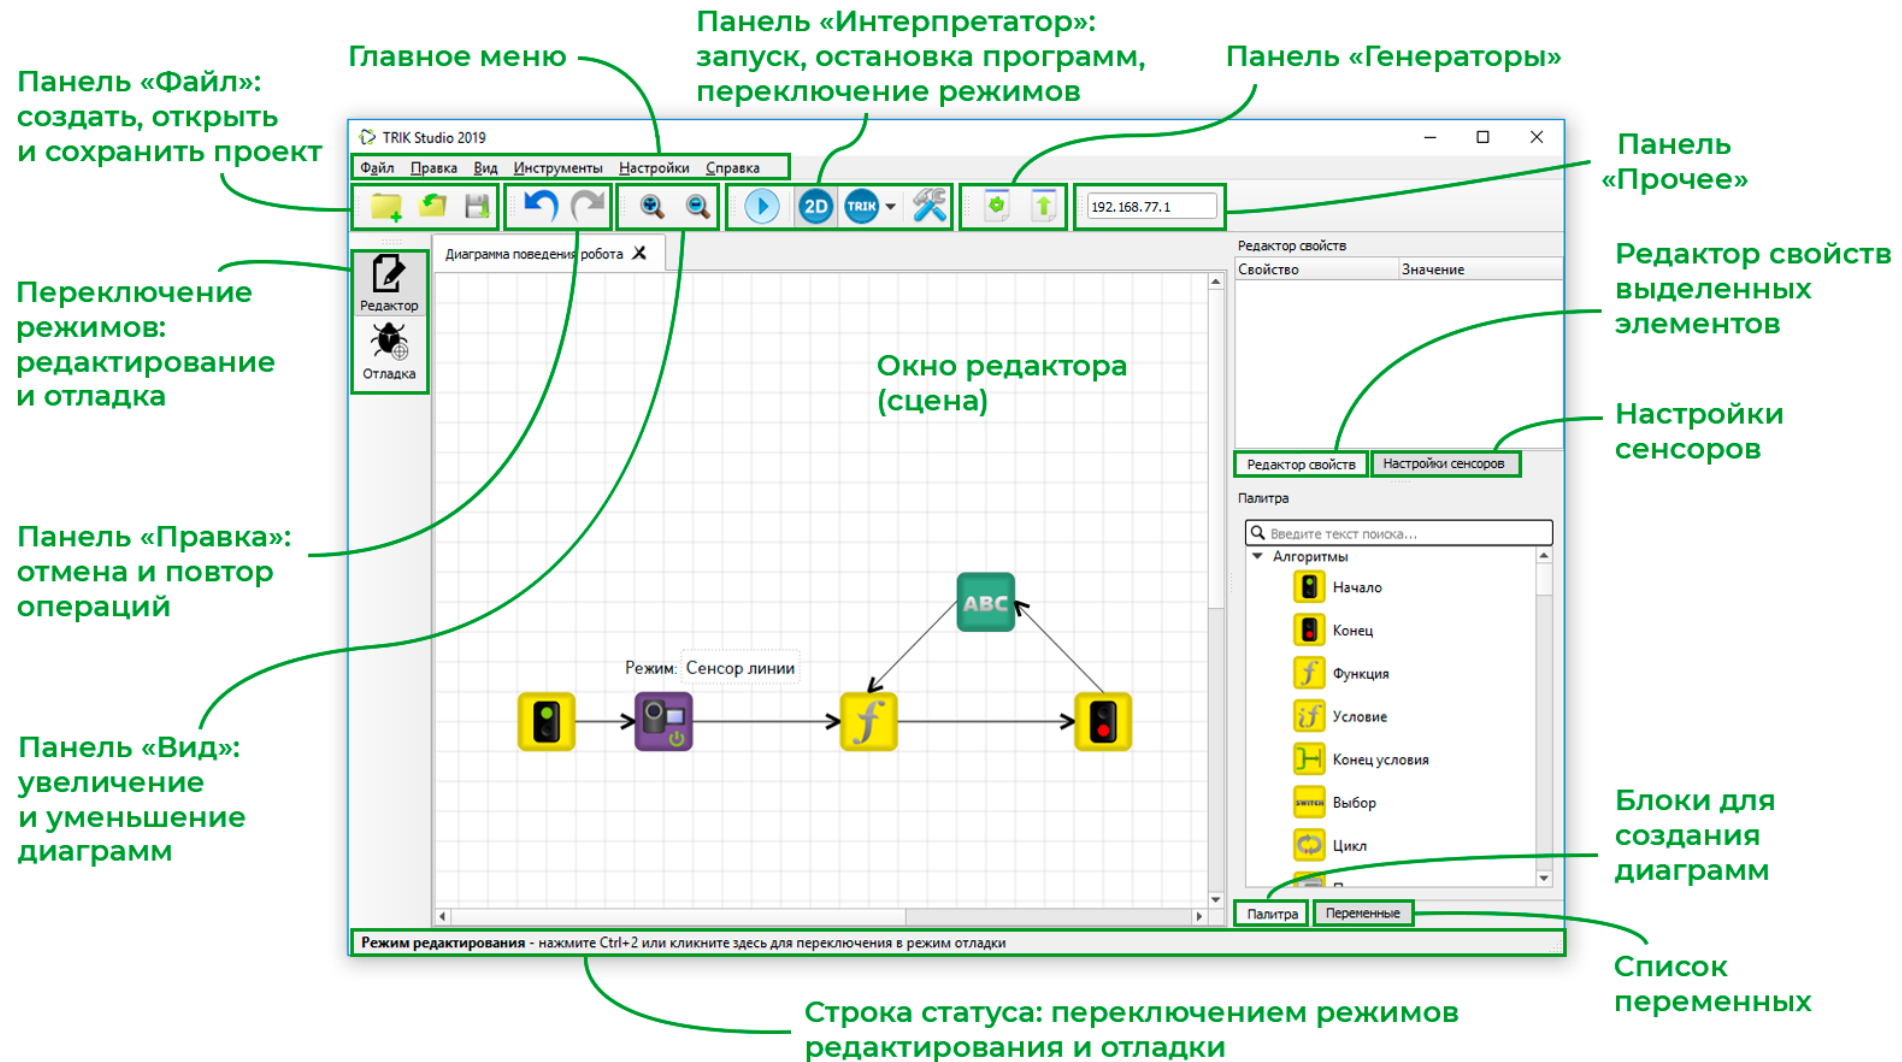 Панель «Файл»:
создать, открыть
и сохранить проект
Главное меню
Панель «Интерпретатор»:
запуск, остановка программ,
переключение режимов
Панель «Генераторы»
Панель
«Прочее»
TRIK Studio 2019
Файл Правка Вид Инструменты Настройки Справка
2D
TRIK
192.168.77.1
Переключение
режимов:
редактирование
и отладка
Редактор
Отладка
Диаграмма поведения робота
Окно редактора
(сцена)
Редактор свойств
Свойство Значение
Редактор свойств
выделенных
элементов
Настройки
сенсоров
Редактор свойств Настройки сенсоров
Панель «Правка»:
отмена и повтор
операций
Палитра
Введите текст поиска...
Алгоритмы
Начало
Конец
Функция
if Условие
Конец условия
SWITCH Выбор
Цикл
ABC
Режим: Сенсор линии
f
Панель «Вид»:
увеличение
и уменьшение
диаграмм
Блоки для
создания
диаграмм
Палитра Переменные
Режим редактирования - нажмите Ctrl+2 или кликните здесь для переключения в режим отладки
Список
переменных
Строка статуса: переключением режимов
редактирования и отладки